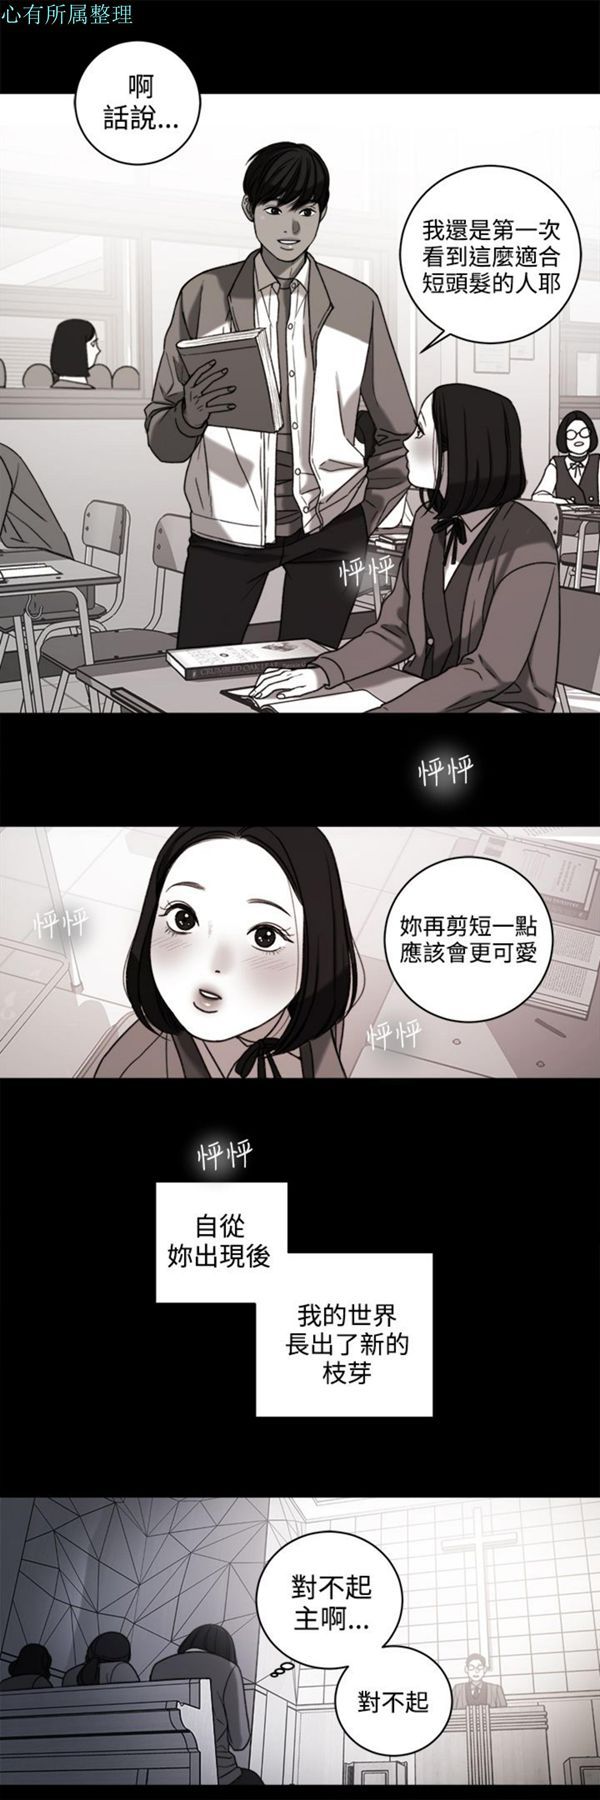 心有所属整理
啊
話說...
我還是第一次
看到這麼適合
短頭髮的人耶
怦怦
CRUMBLED OAK LEAF
怦怦
怦怦
妳再剪短一點
應該會更可愛
怦怦
怦怦
自從
妳出現後
我的世界
長出了新的
枝芽
對不起
主啊...
對不起